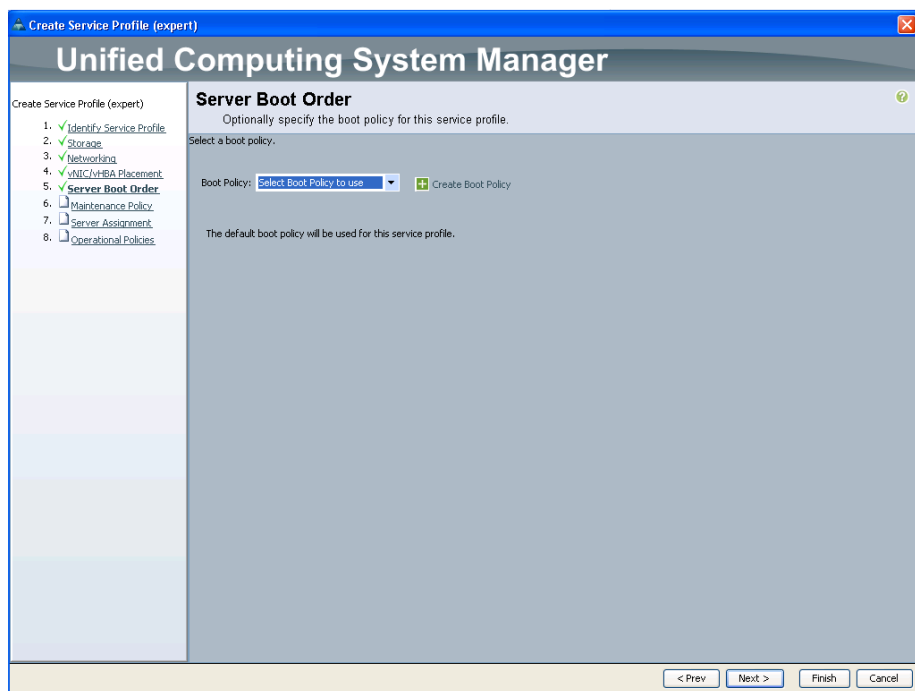 Create Service Profile (expert)
Unified Computing System Manager
Create Service Profile (expert)
1. Identify Service Profile
2. Storage
3. Networking
4. vNIC/vHBA Placement
5. Server Boot Order
6. Maintenance Policy
7. Server Assignment
8. Operational Policies
Server Boot Order
Optionally specify the boot policy for this service profile.
Select a boot policy.
Boot Policy: Select Boot Policy to use Create Boot Policy
The default boot policy will be used for this service profile.
< Prev Next > Finish Cancel